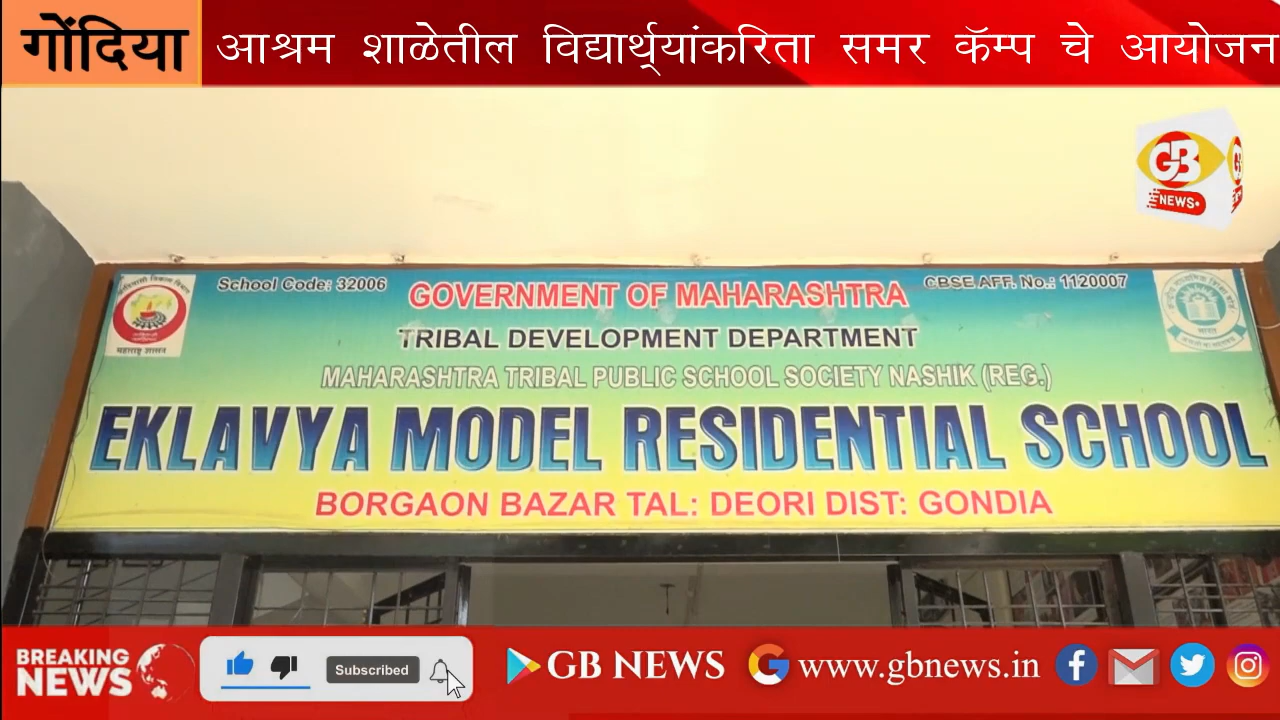 गोंदिया
आश्रम शाळेतील विद्यार्थ्यांकरिता समर कॅम्प चे आयोजन
GB
NEWS
School Code: 32006
CBSE AFF. No.: 1120007
GOVERNMENT OF MAHARASHTRA
TRIBAL DEVELOPMENT DEPARTMENT
महाराष्ट्र शासन
भारत
MAHARASHTRA TRIBAL PUBLIC SCHOOL SOCIETY NASHIK (REG.)
EKLAVYA MODEL RESIDENTIAL SCHOOL
BORGAON BAZAR TAL: DEORI DIST: GONDIA
BREAKING
NEWS
Subscribed
GB NEWS
www.gbnews.in